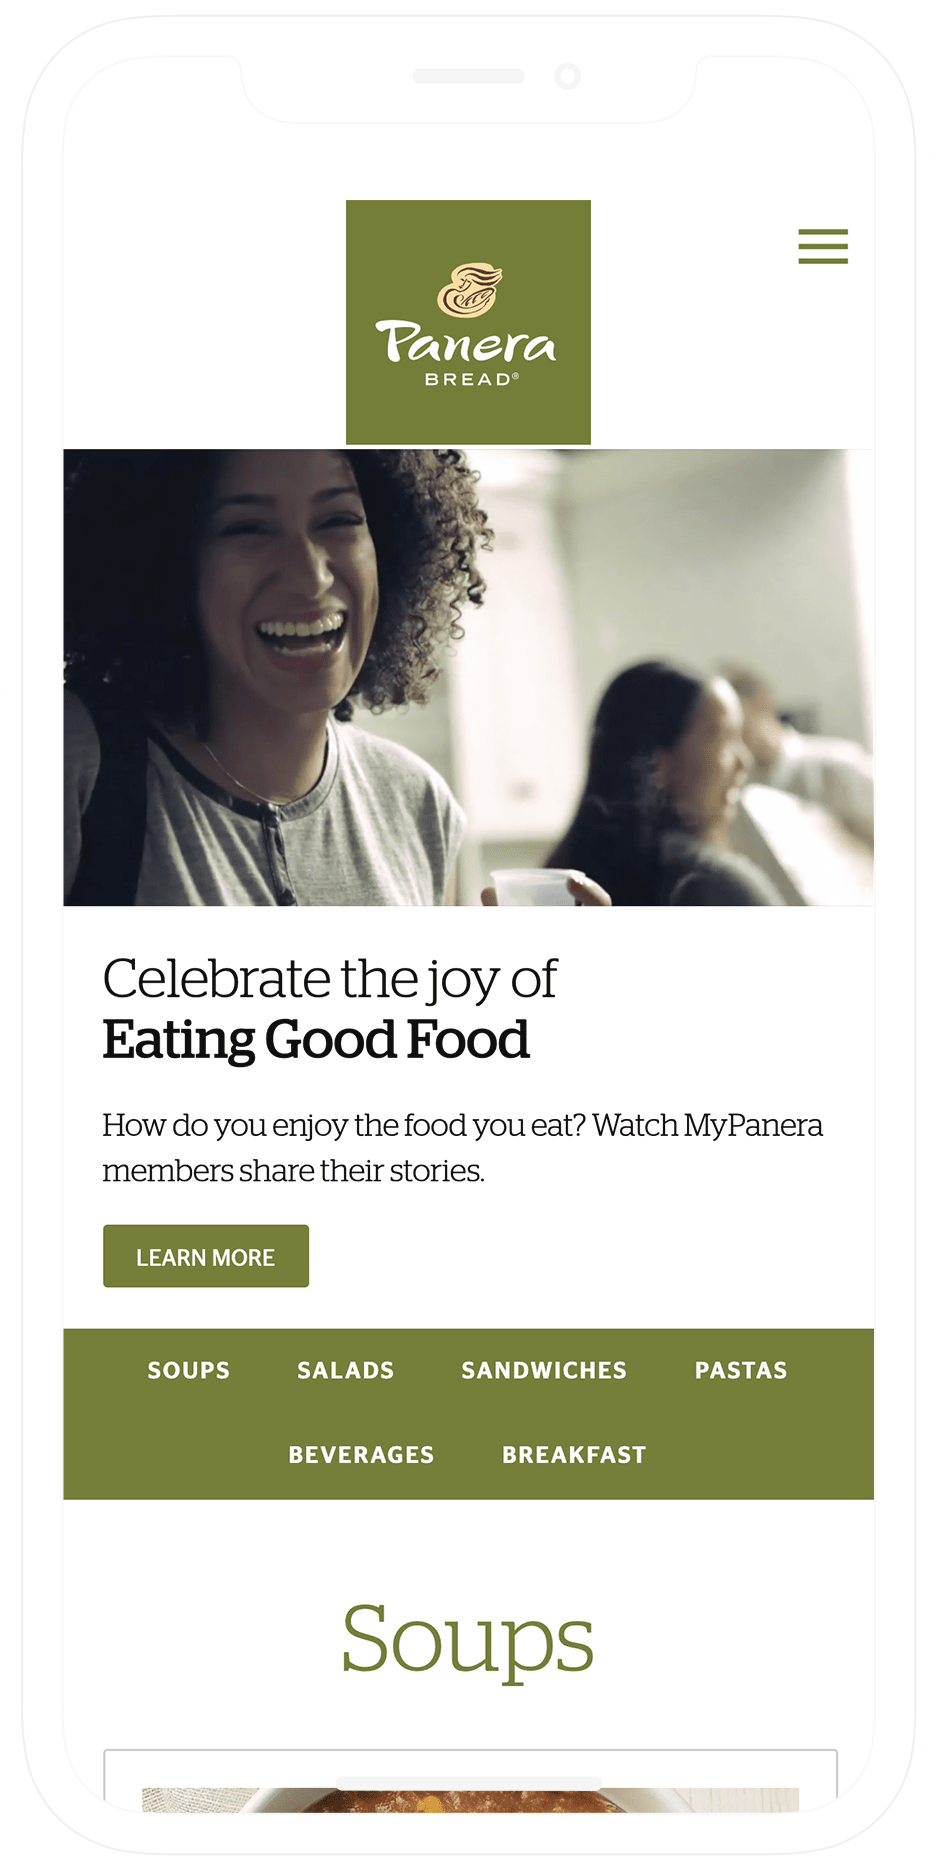 Panera
BREAD®
Celebrate the joy of
Eating Good Food
How do you enjoy the food you eat? Watch MyPanera
members share their stories.
LEARN MORE
SOUPS SALADS SANDWICHES PASTAS
BEVERAGES BREAKFAST
Soups